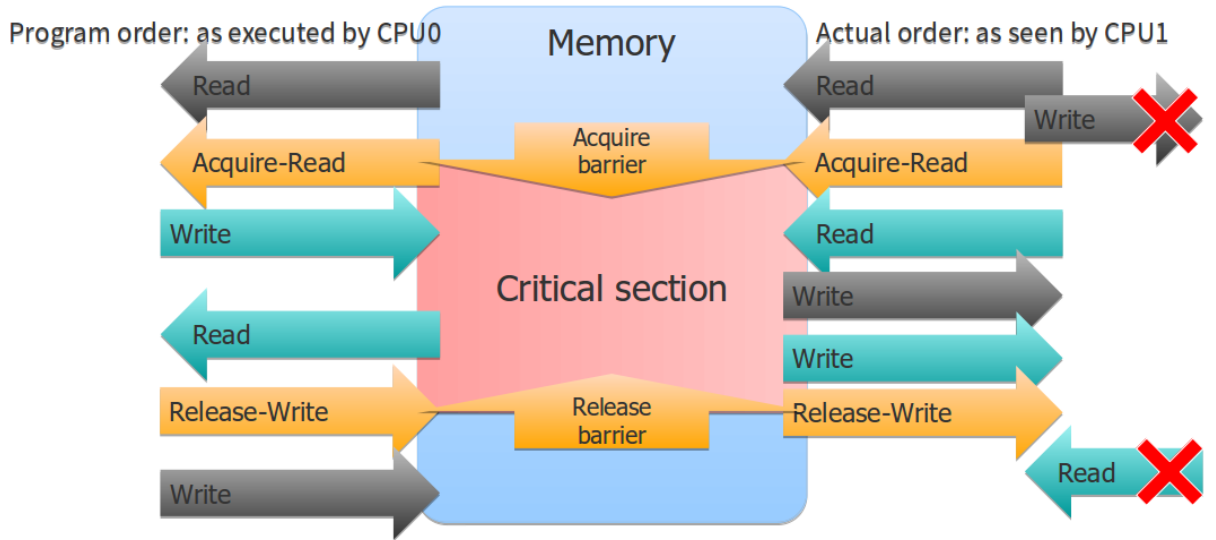 Program order: as executed by CPU0
Memory
Actual order: as seen by CPU1
Read
Read
Write
Acquire-Read
Acquire
barrier
Acquire-Read
Write
Read
Critical section
Write
Read
Write
Release-Write
Release
barrier
Release-Write
Write
Read